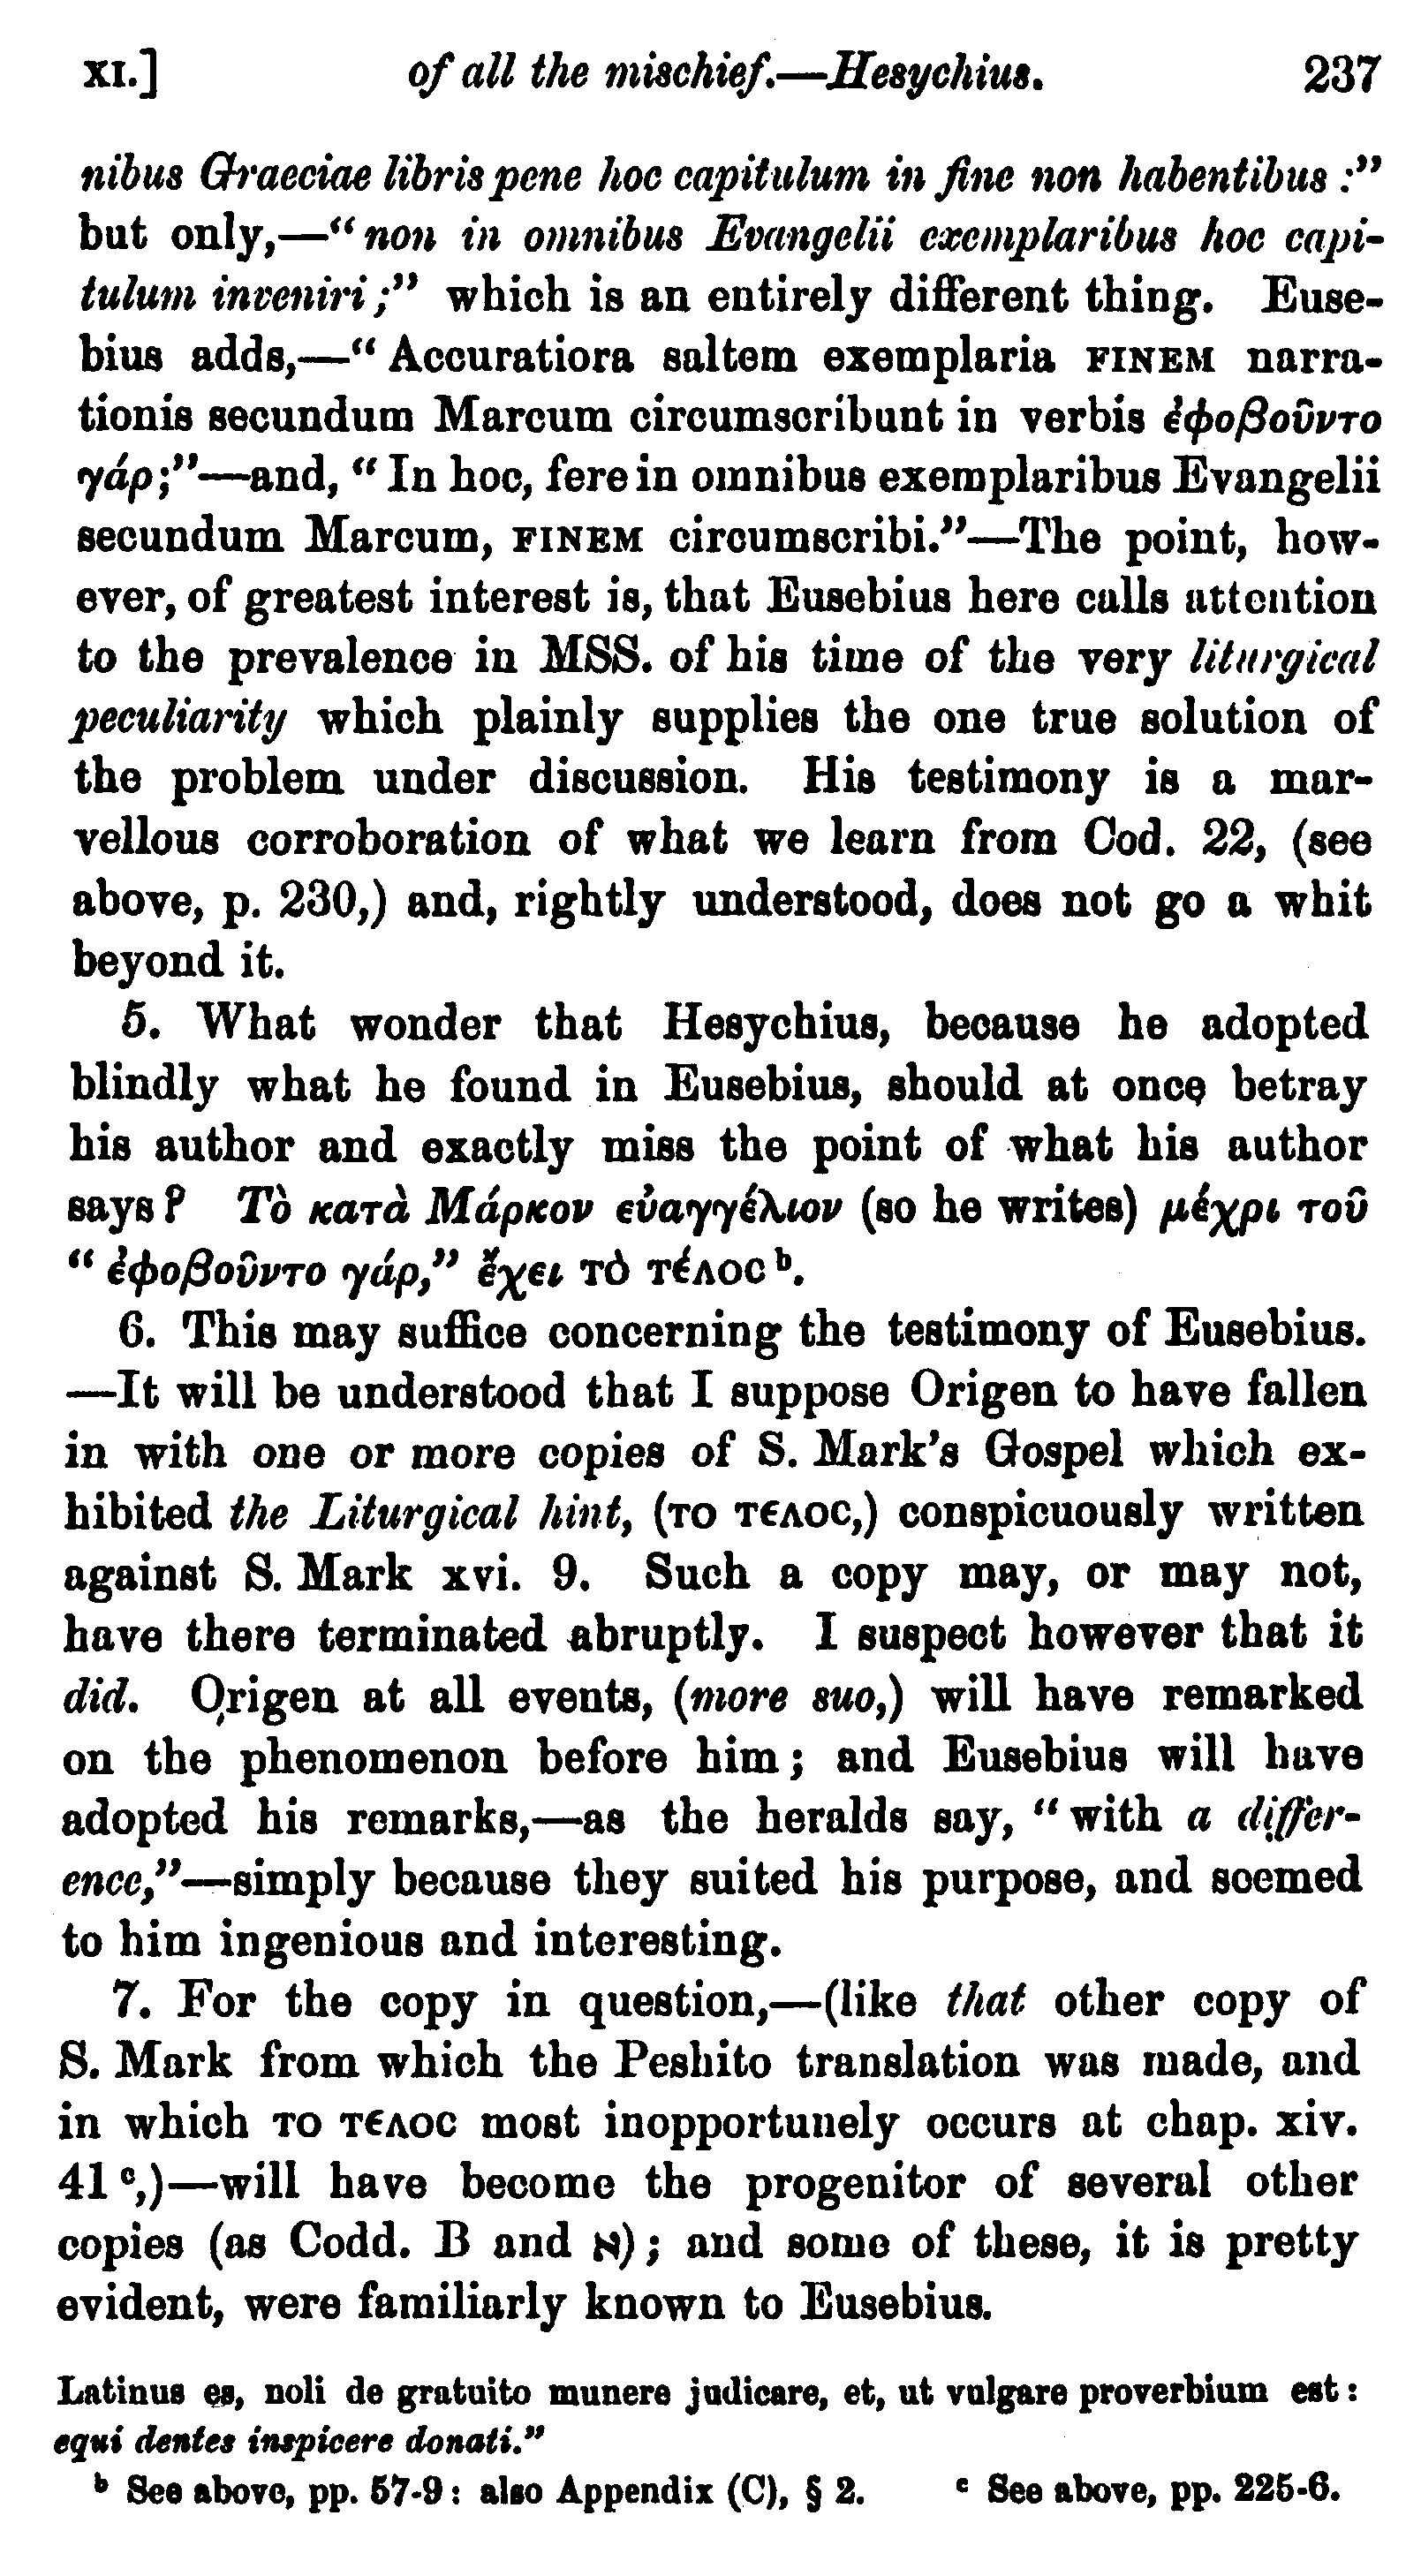 XI.] of all the mischief.—Hesychius. 237
nibus Graeciae libris pene hoc capitulum in fine non habentibus :”
but only,—“ non in omnibus Evangelii exemplaribus hoc capi-
tulum inveniri ;” which is an entirely different thing. Euse-
bius adds,—“ Accuratiora saltem exemplaria FINEM narra-
tionis secundum Marcum circumscribunt in verbis ἐφοβοῦντο
γάρ ;”—and, “ In hoc, fere in omnibus exemplaribus Evangelii
secundum Marcum, FINEM circumscribi.”—The point, how-
ever, of greatest interest is, that Eusebius here calls attention
to the prevalence in MSS. of his time of the very liturgical
peculiarity which plainly supplies the one true solution of
the problem under discussion. His testimony is a mar-
vellous corroboration of what we learn from Cod. 22, (see
above, p. 230,) and, rightly understood, does not go a whit
beyond it.
5. What wonder that Hesychius, because he adopted
blindly what he found in Eusebius, should at once betray
his author and exactly miss the point of what his author
says ? Τὸ κατὰ Μάρκον εὐαγγέλιον (so he writes) μέχρι τοῦ
“ ἐφοβοῦντο γάρ,” ἔχει τὸ τέλοϲ b.
6. This may suffice concerning the testimony of Eusebius.
—It will be understood that I suppose Origen to have fallen
in with one or more copies of S. Mark’s Gospel which ex-
hibited the Liturgical hint, (το τελοϲ,) conspicuously written
against S. Mark xvi. 9. Such a copy may, or may not,
have there terminated abruptly. I suspect however that it
did. Origen at all events, (more suo,) will have remarked
on the phenomenon before him ; and Eusebius will have
adopted his remarks,—as the heralds say, “ with a differ-
ence,”—simply because they suited his purpose, and seemed
to him ingenious and interesting.
7. For the copy in question,—(like that other copy of
S. Mark from which the Peshito translation was made, and
in which το τελοϲ most inopportunely occurs at chap. xiv.
41 c,)—will have become the progenitor of several other
copies (as Codd. B and א) ; and some of these, it is pretty
evident, were familiarly known to Eusebius.
Latinus es, noli de gratuito munere judicare, et, ut vulgare proverbium est :
equi dentes inspicere donati.”
b See above, pp. 57-9 : also Appendix (C), § 2. c See above, pp. 225-6.